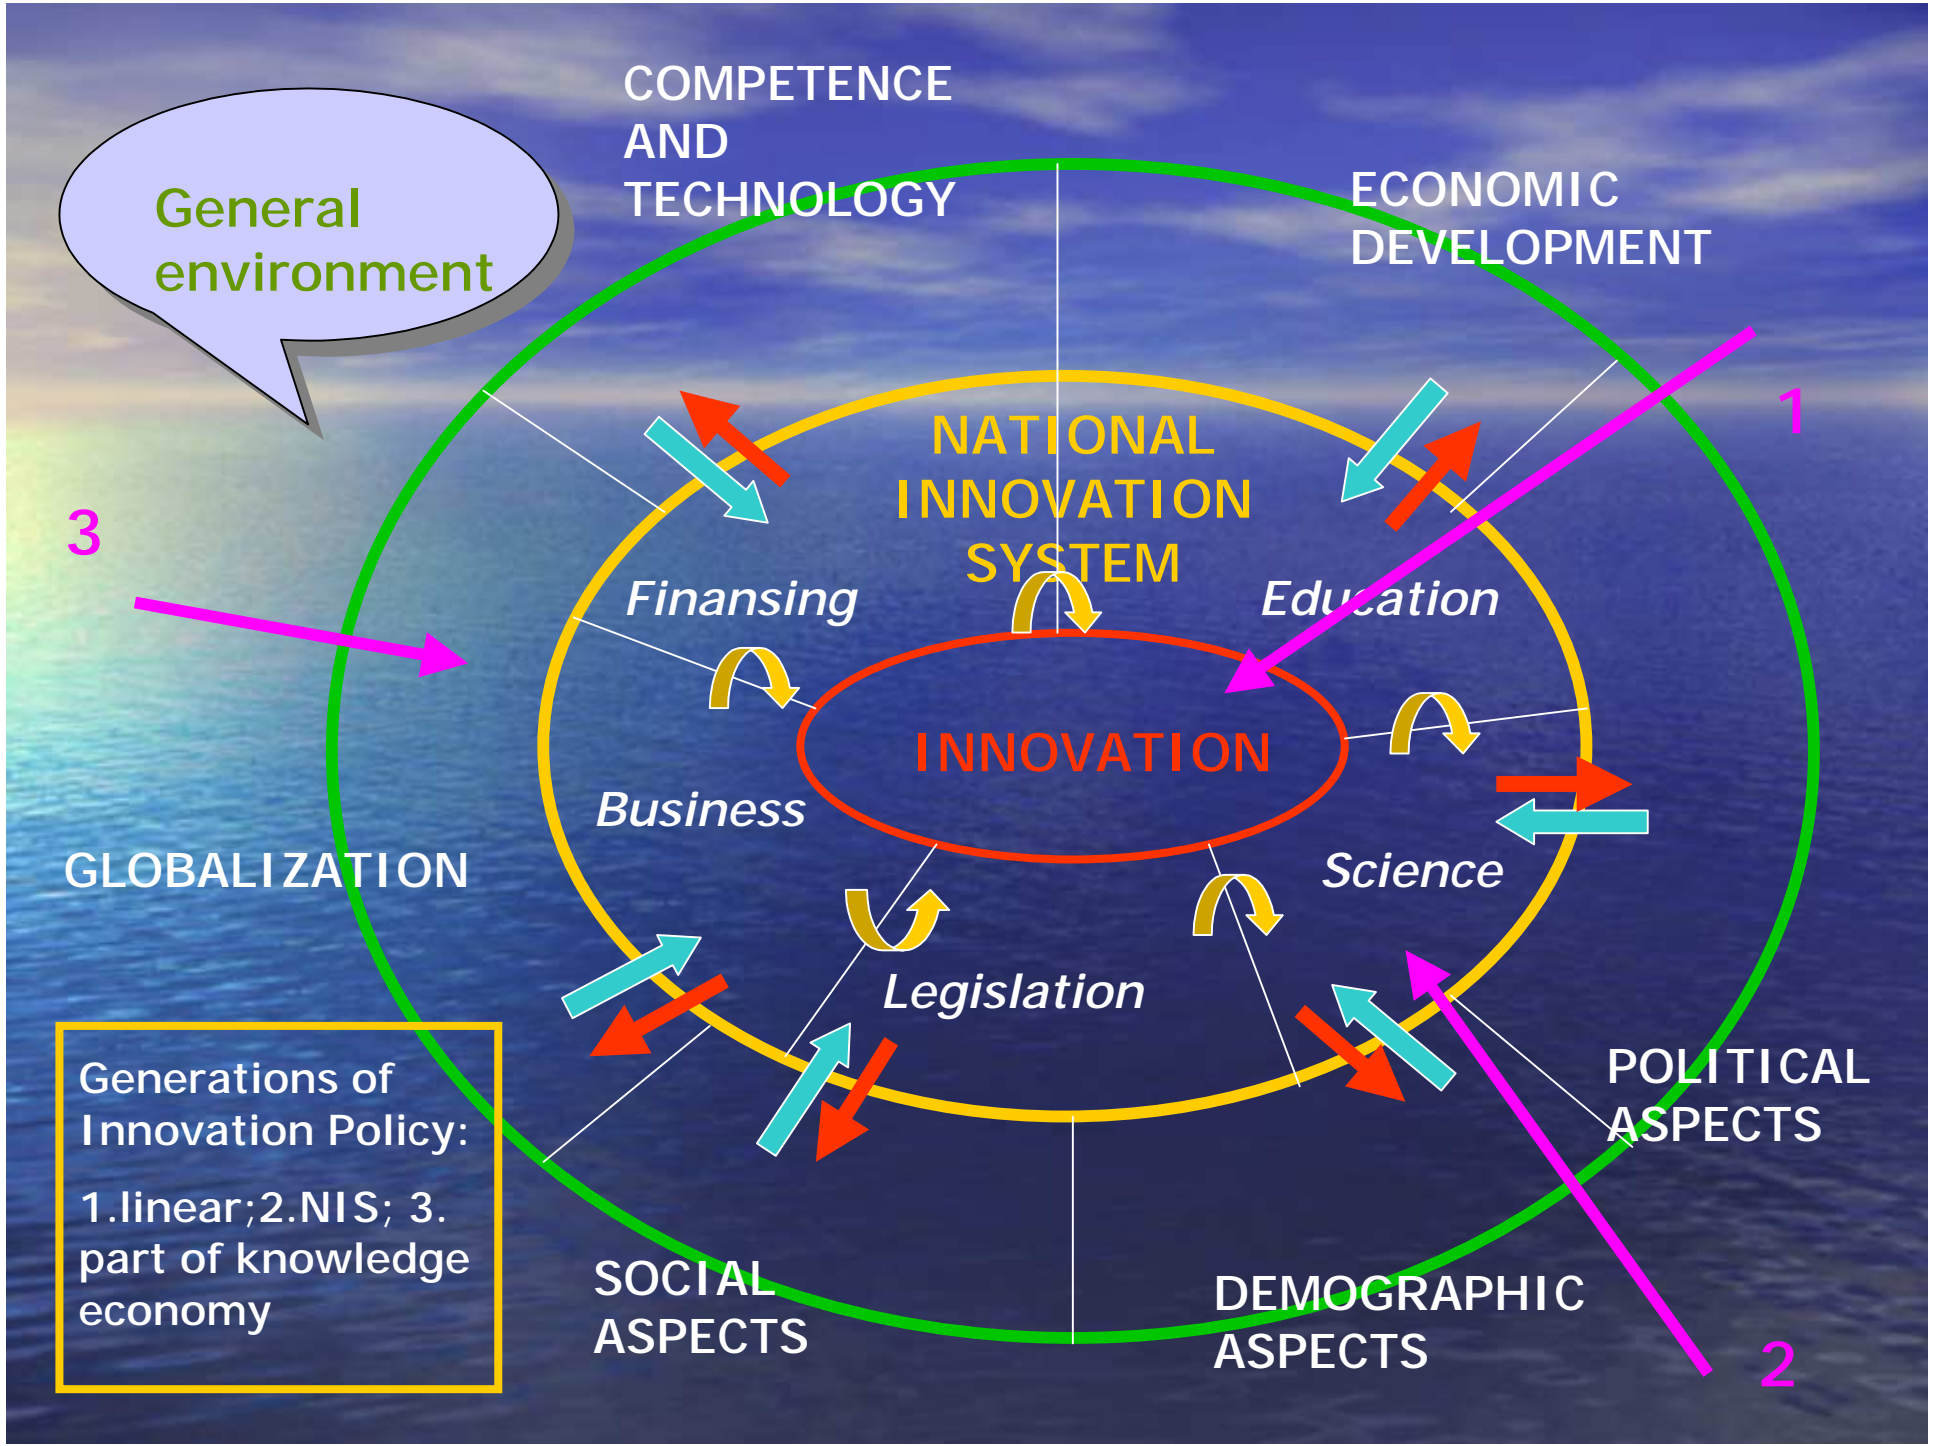 General
environment
COMPETENCE
AND
TECHNOLOGY
ECONOMIC
DEVELOPMENT
1
NATIONAL
INNOVATION
SYSTEM
3
Finansing
Education
INNOVATION
Business
Science
GLOBALIZATION
Legislation
Generations of
Innovation Policy:
1.linear;2.NIS; 3.
part of knowledge
economy
POLITICAL
ASPECTS
SOCIAL
ASPECTS
DEMOGRAPHIC
ASPECTS
2